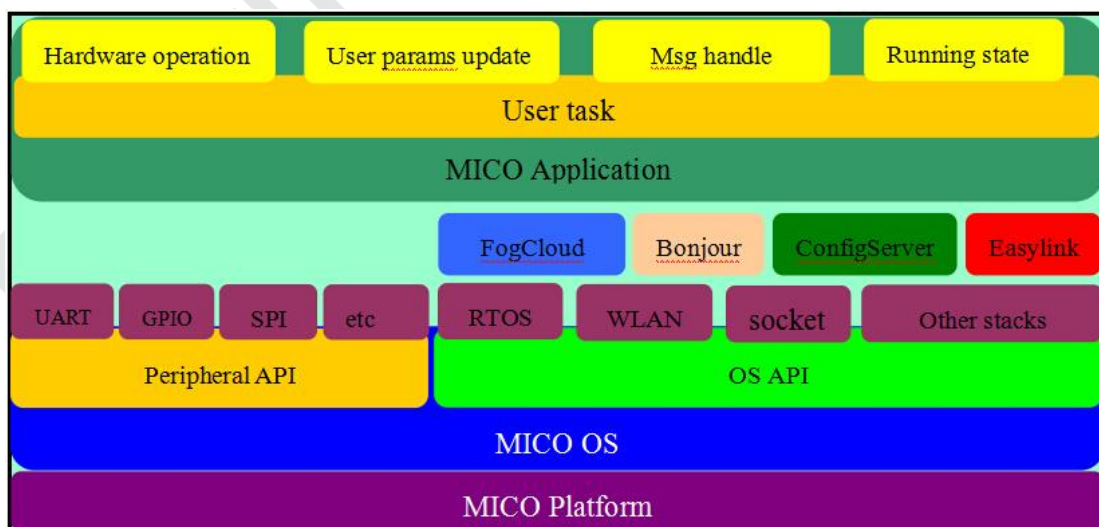 Hardware operation
User params update
Msg handle
Running state
User task
MICO Application
FogCloud
Bonjour
ConfigServer
Easylink
UART
GPIO
SPI
etc
RTOS
WLAN
socket
Other stacks
Peripheral API
OS API
MICO OS
MICO Platform